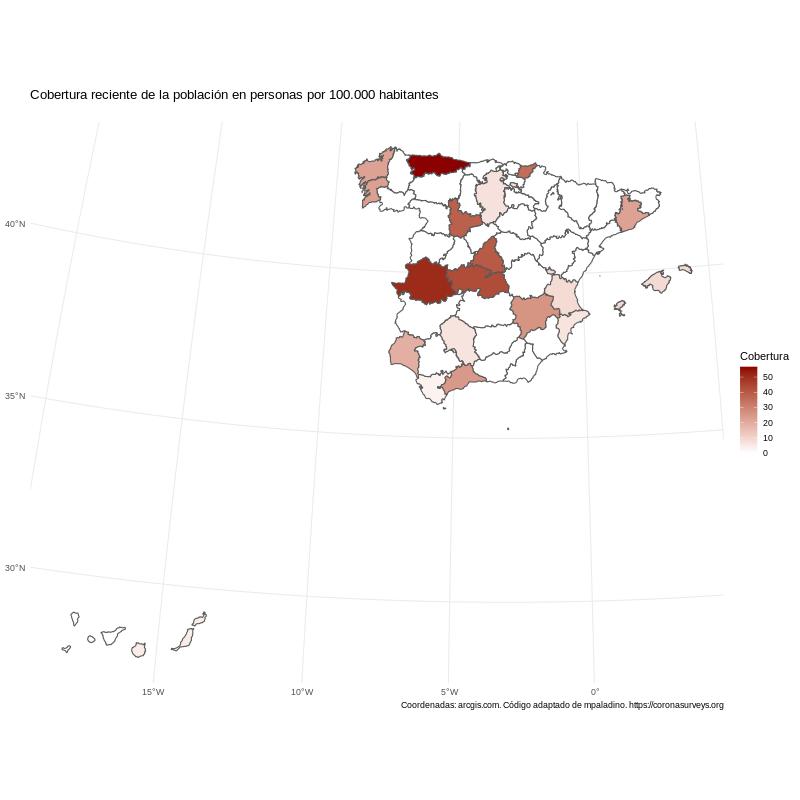 Cobertura reciente de la población en personas por 100.000 habitantes
40°N
35°N
30°N
15°W
10°W
5°W
0°
Cobertura
50
40
30
20
10
0
Coordenadas: arcgis.com. Código adaptado de mpaladino. https://coronasurveys.org